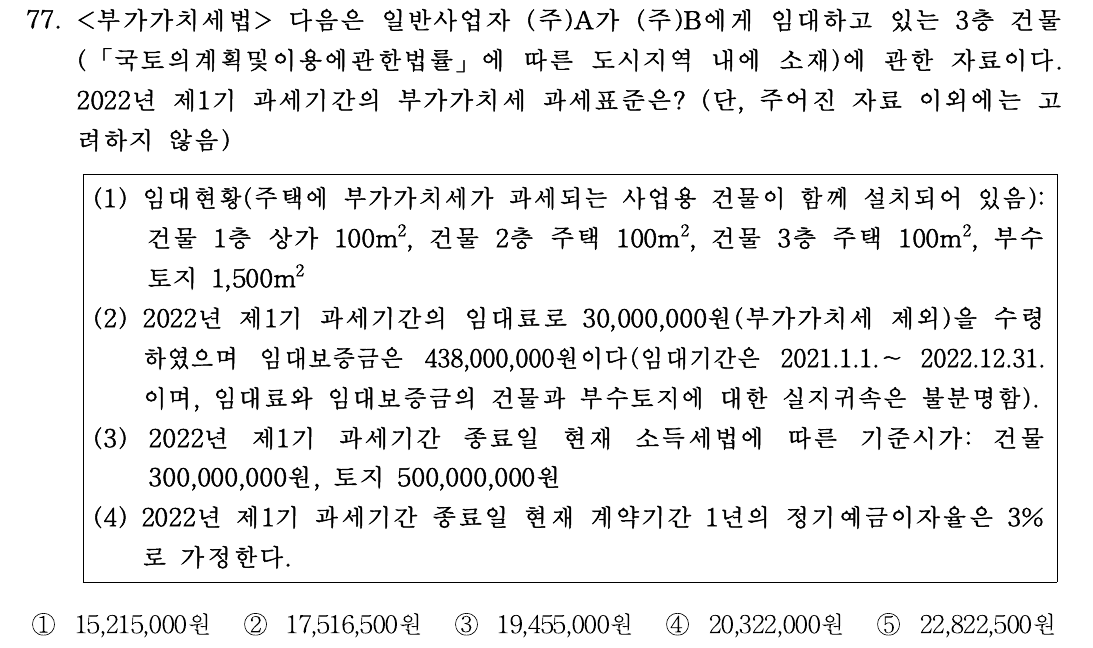 77. <부가가치세법> 다음은 일반사업자 (주)A가 (주)B에게 임대하고 있는 3층 건물
(「국토의계획및이용에관한법률」에 따른 도시지역 내에 소재)에 관한 자료이다.
2022년 제1기 과세기간의 부가가치세 과세표준은? (단, 주어진 자료 이외에는 고
려하지 않음)
(1) 임대현황(주택에 부가가치세가 과세되는 사업용 건물이 함께 설치되어 있음):
건물 1층 상가 100m², 건물 2층 주택 100m², 건물 3층 주택 100m², 부수
토지 1,500m²
(2) 2022년 제1기 과세기간의 임대료로 30,000,000원(부가가치세 제외)을 수령
하였으며 임대보증금은 438,000,000원이다(임대기간은 2021.1.1.~ 2022.12.31.
이며, 임대료와 임대보증금의 건물과 부수토지에 대한 실지귀속은 불분명함).
(3) 2022년 제1기 과세기간 종료일 현재 소득세법에 따른 기준시가: 건물
300,000,000원, 토지 500,000,000원
(4) 2022년 제1기 과세기간 종료일 현재 계약기간 1년의 정기예금이자율은 3%
로 가정한다.
① 15,215,000원 ② 17,516,500원 ③ 19,455,000원 ④ 20,322,000원 ⑤ 22,822,500원